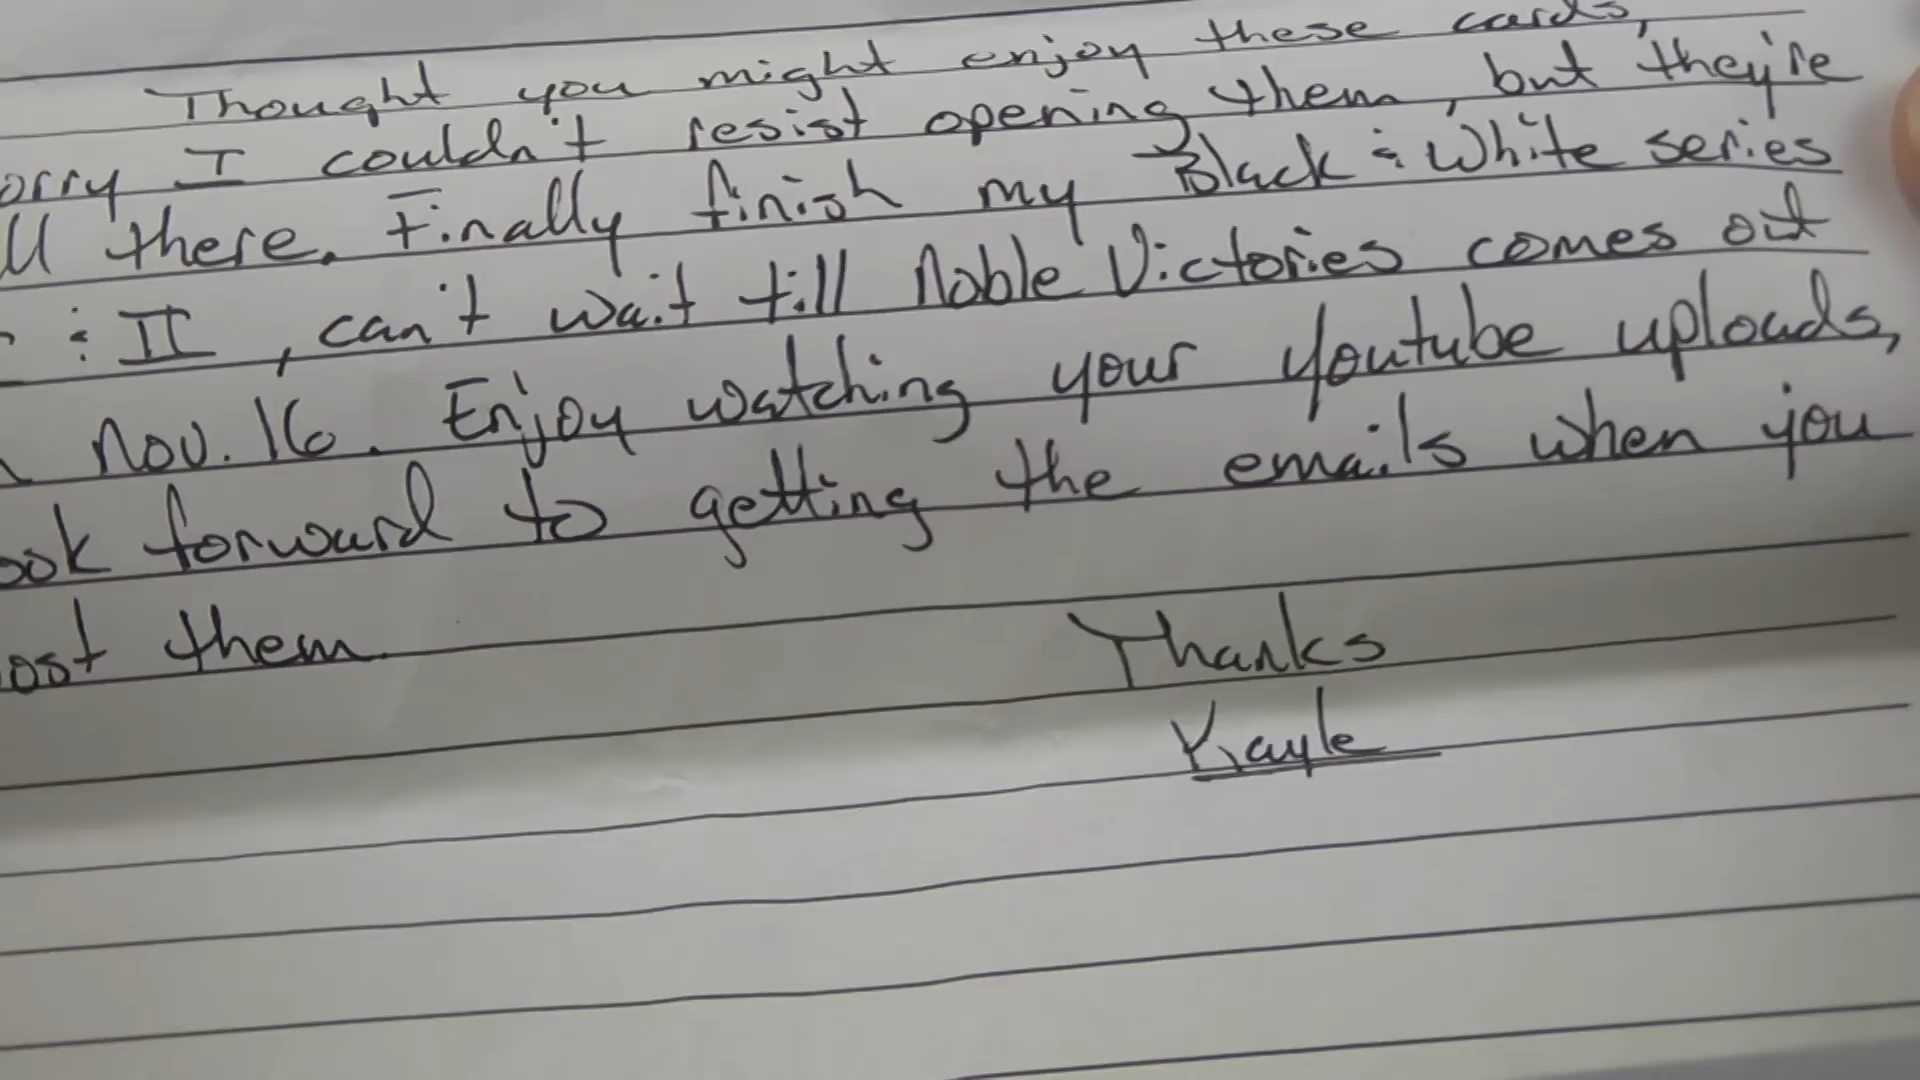 Thought you might enjoy these cards,
orry I couldn't resist opening them, but they're
ll there. Finally finish my Black & White series
& II, can't wait till Noble Victories comes out
Nov. 16. Enjoy watching your Youtube uploads,
ook forward to getting the emails when you
ost them
Thanks
Kayle